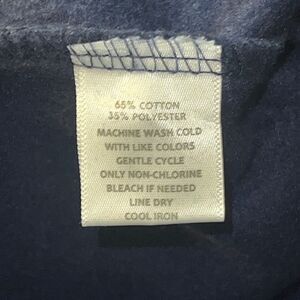 65% COTTON
35% POLYESTER
MACHINE WASH COLD
WITH LIKE COLORS
GENTLE CYCLE
ONLY NON-CHLORINE
BLEACH IF NEEDED
LINE DRY
COOL IRON